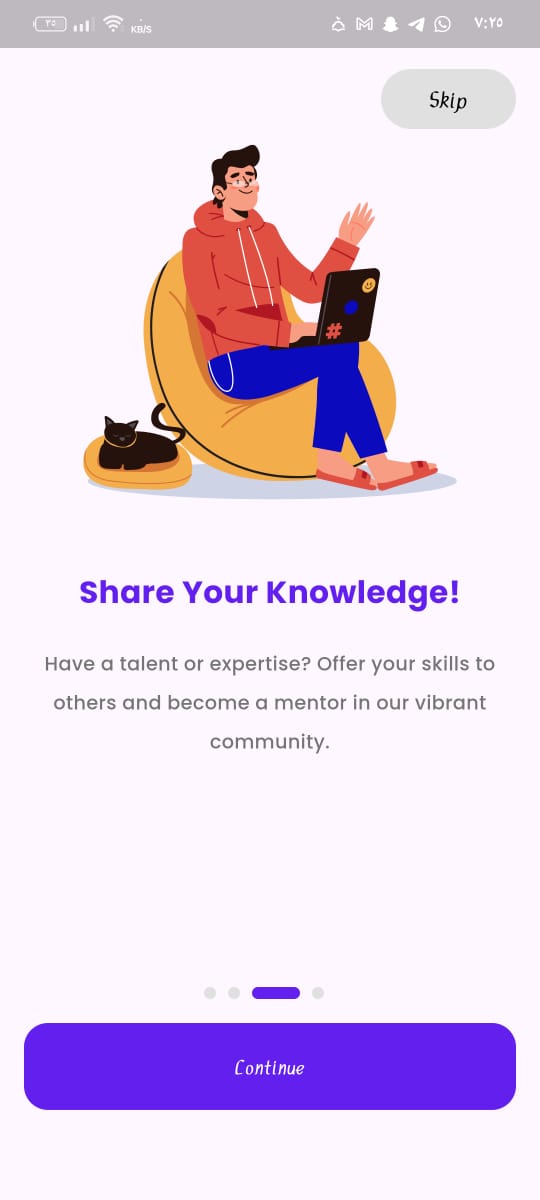 ٣٥
KB/S
٧:٢٥
Skip
#
Share Your Knowledge!
Have a talent or expertise? Offer your skills to
others and become a mentor in our vibrant
community.
Continue